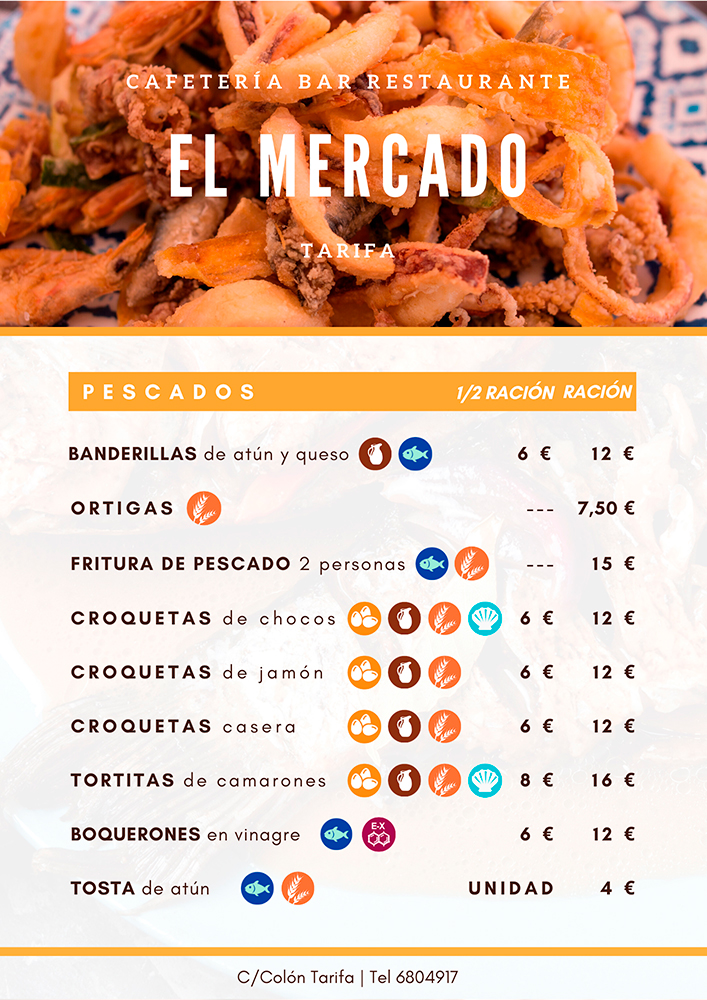 CAFETERÍA BAR RESTAURANTE
EL MERCADO
TARIFA
PESCADOS 1/2 RACIÓN RACIÓN
BANDERILLAS de atún y queso 6 € 12 €
ORTIGAS --- 7,50 €
FRITURA DE PESCADO 2 personas --- 15 €
CROQUETAS de chocos 6 € 12 €
CROQUETAS de jamón 6 € 12 €
CROQUETAS casera 6 € 12 €
TORTITAS de camarones 8 € 16 €
BOQUERONES en vinagre E-X 6 € 12 €
TOSTA de atún UNIDAD 4 €
C/Colón Tarifa | Tel 6804917